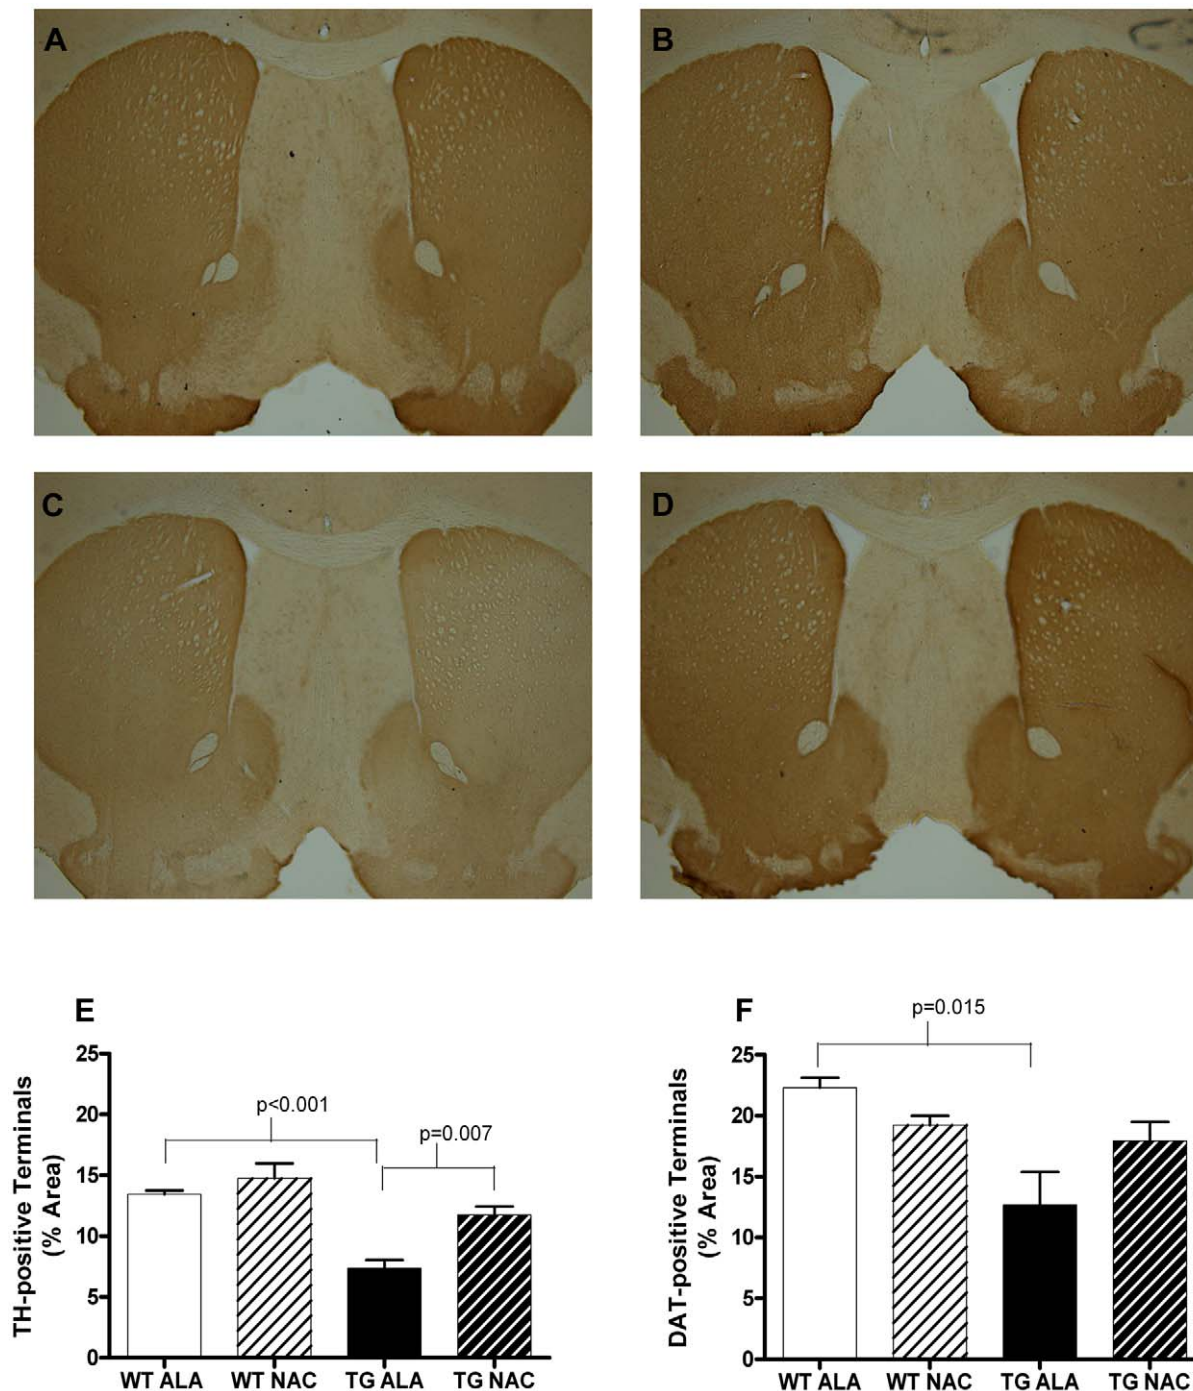 A
B
C
D
E
TH-positive Terminals
(% Area)
25
20
15
10
5
0
p<0.001
p=0.007
WT ALA WT NAC TG ALA TG NAC
F
DAT-positive Terminals
(% Area)
25
20
15
10
5
0
p=0.015
WT ALA WT NAC TG ALA TG NAC